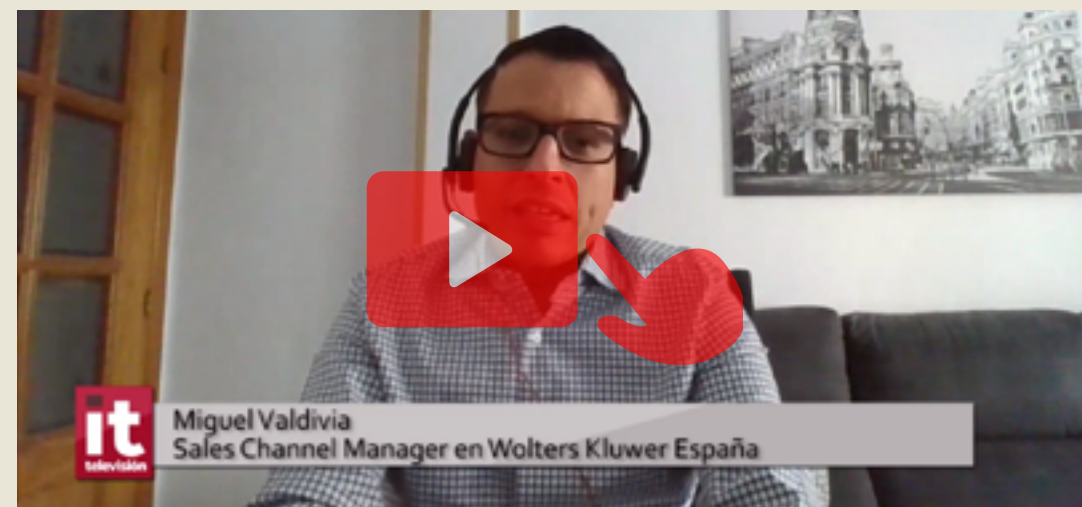 it
televisión
Miguel Valdivia
Sales Channel Manager en Wolters Kluwer España